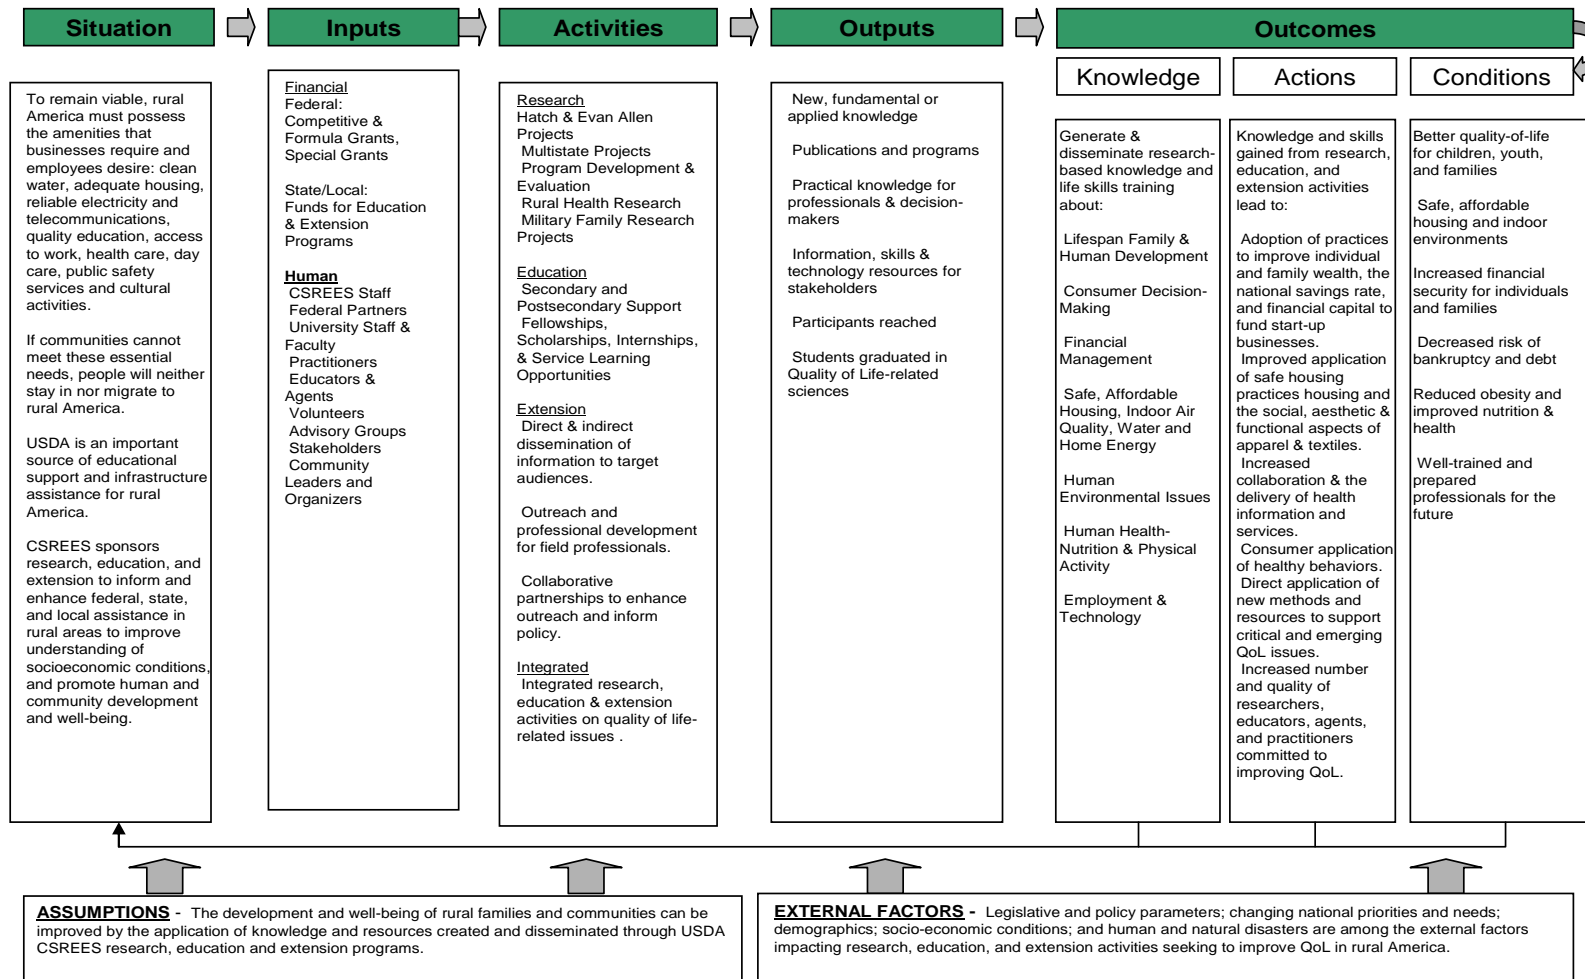 Situation
Inputs
Activities
Outputs
Outcomes
Knowledge
Actions
Conditions
To remain viable, rural
America must possess
the amenities that
businesses require and
employees desire: clean
water, adequate housing,
reliable electricity and
telecommunications,
quality education, access
to work, health care, day
care, public safety
services and cultural
activities.
If communities cannot
meet these essential
needs, people will neither
stay in nor migrate to
rural America.
USDA is an important
source of educational
support and infrastructure
assistance for rural
America.
CSREES sponsors
research, education, and
extension to inform and
enhance federal, state,
and local assistance in
rural areas to improve
understanding of
socioeconomic conditions,
and promote human and
community development
and well-being.
Financial
Federal:
Competitive &
Formula Grants,
Special Grants
State/Local:
Funds for Education
& Extension
Programs
Human
CSREES Staff
Federal Partners
University Staff &
Faculty
Practitioners
Educators &
Agents
Volunteers
Advisory Groups
Stakeholders
Community
Leaders and
Organizers
Research
Hatch & Evan Allen
Projects
Multistate Projects
Program Development &
Evaluation
Rural Health Research
Military Family Research
Projects
Education
Secondary and
Postsecondary Support
Fellowships,
Scholarships, Internships,
& Service Learning
Opportunities
Extension
Direct & indirect
dissemination of
information to target
audiences.
Outreach and
professional development
for field professionals.
Collaborative
partnerships to enhance
outreach and inform
policy.
Integrated
Integrated research,
education & extension
activities on quality of life-
related issues .
New, fundamental or
applied knowledge
Publications and programs
Practical knowledge for
professionals & decision-
makers
Information, skills &
technology resources for
stakeholders
Participants reached
Students graduated in
Quality of Life-related
sciences
Generate &
disseminate research-
based knowledge and
life skills training
about:
Lifespan Family &
Human Development
Consumer Decision-
Making
Financial
Management
Safe, Affordable
Housing, Indoor Air
Quality, Water and
Home Energy
Human
Environmental Issues
Human Health-
Nutrition & Physical
Activity
Employment &
Technology
Knowledge and skills
gained from research,
education, and
extension activities
lead to:
Adoption of practices
to improve individual
and family wealth, the
national savings rate,
and financial capital to
fund start-up
businesses.
Improved application
of safe housing
practices housing and
the social, aesthetic &
functional aspects of
apparel & textiles.
Increased
collaboration & the
delivery of health
information and
services.
Consumer application
of healthy behaviors.
Direct application of
new methods and
resources to support
critical and emerging
QoL issues.
Increased number
and quality of
researchers,
educators, agents,
and practitioners
committed to
improving QoL.
Better quality-of-life
for children, youth,
and families
Safe, affordable
housing and indoor
environments
Increased financial
security for individuals
and families
Decreased risk of
bankruptcy and debt
Reduced obesity and
improved nutrition &
health
Well-trained and
prepared
professionals for the
future
ASSUMPTIONS - The development and well-being of rural families and communities can be
improved by the application of knowledge and resources created and disseminated through USDA
CSREES research, education and extension programs.
EXTERNAL FACTORS - Legislative and policy parameters; changing national priorities and needs;
demographics; socio-economic conditions; and human and natural disasters are among the external factors
impacting research, education, and extension activities seeking to improve QoL in rural America.